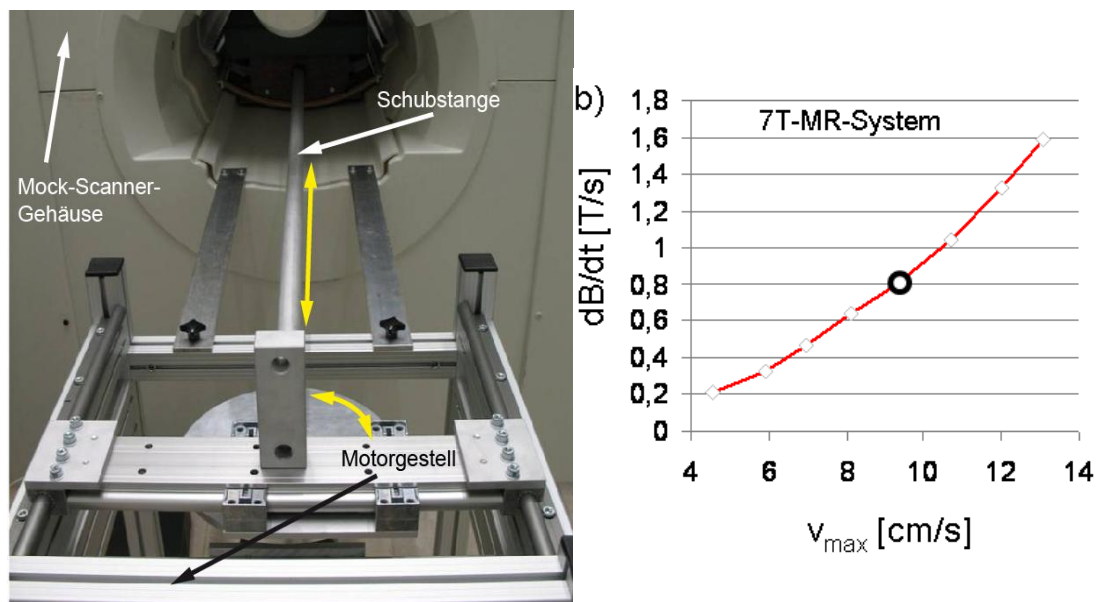 Schubstange
Mock-Scanner-
Gehäuse
Motorgestell
b)
7T-MR-System
dB/dt [T/s]
1,8
1,6
1,4
1,2
1
0,8
0,6
0,4
0,2
0
4 6 8 10 12 14
vmax [cm/s]